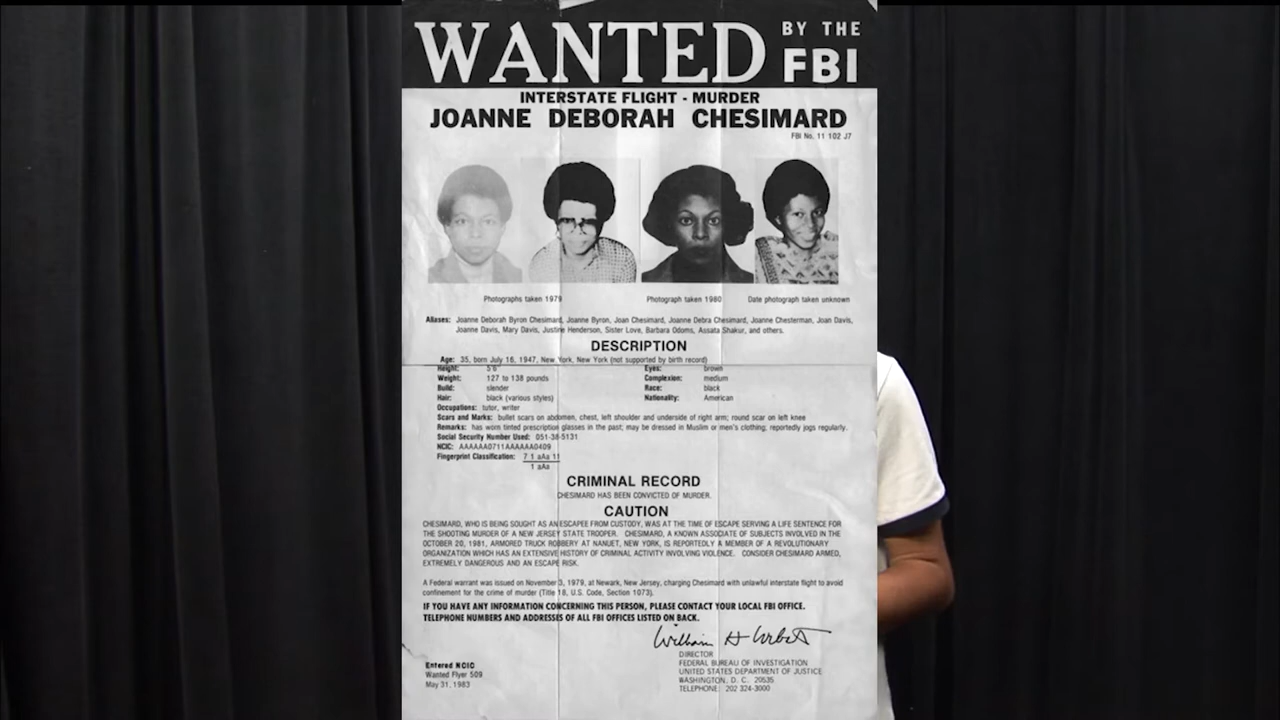 WANTED BY THE FBI
INTERSTATE FLIGHT - MURDER
JOANNE DEBORAH CHESIMARD
FBI No. 11 102 J7
Photographs taken 1979
Photograph taken 1980
Date photograph taken unknown
Aliases: Joanne Deborah Byron Chesimard, Joanne Byron, Joan Chesimard, Joanne Debra Chesimard, Joanne Chesterman, Joan Davis,
Joanne Davis, Mary Davis, Justine Henderson, Sister Love, Barbara Odoms, Assata Shakur, and others.
DESCRIPTION
Age: 35, born July 16, 1947, New York, New York (not supported by birth record)
Height: 5'6" Eyes: brown
Weight: 127 to 138 pounds Complexion: medium
Build: slender Race: black
Hair: black (various styles) Nationality: American
Occupations: tutor, writer
Scars and Marks: bullet scars on abdomen, chest, left shoulder and underside of right arm; round scar on left knee
Remarks: has worn tinted prescription glasses in the past; may be dressed in Muslim or men's clothing; reportedly jogs regularly.
Social Security Number Used: 051-38-5131
NCIC: AAAAAA0711AAAAAA0409
Fingerprint Classification: 7 1 aAa 11
1 aAa
CRIMINAL RECORD
CHESIMARD HAS BEEN CONVICTED OF MURDER.
CAUTION
CHESIMARD, WHO IS BEING SOUGHT AS AN ESCAPEE FROM CUSTODY, WAS AT THE TIME OF ESCAPE SERVING A LIFE SENTENCE FOR
THE SHOOTING MURDER OF A NEW JERSEY STATE TROOPER. CHESIMARD, A KNOWN ASSOCIATE OF SUBJECTS INVOLVED IN THE
OCTOBER 20, 1981, ARMORED TRUCK ROBBERY AT NANUET, NEW YORK, IS REPORTEDLY A MEMBER OF A REVOLUTIONARY
ORGANIZATION WHICH HAS AN EXTENSIVE HISTORY OF CRIMINAL ACTIVITY INVOLVING VIOLENCE. CONSIDER CHESIMARD ARMED,
EXTREMELY DANGEROUS AND AN ESCAPE RISK.
A Federal warrant was issued on November 3, 1979, at Newark, New Jersey, charging Chesimard with unlawful interstate flight to avoid
confinement for the crime of murder (Title 18, U.S. Code, Section 1073).
IF YOU HAVE ANY INFORMATION CONCERNING THIS PERSON, PLEASE CONTACT YOUR LOCAL FBI OFFICE.
TELEPHONE NUMBERS AND ADDRESSES OF ALL FBI OFFICES LISTED ON BACK.
William H Webster
DIRECTOR
FEDERAL BUREAU OF INVESTIGATION
UNITED STATES DEPARTMENT OF JUSTICE
WASHINGTON, D. C. 20535
TELEPHONE: 202 324-3000
Entered NCIC
Wanted Flyer 509
May 31, 1983